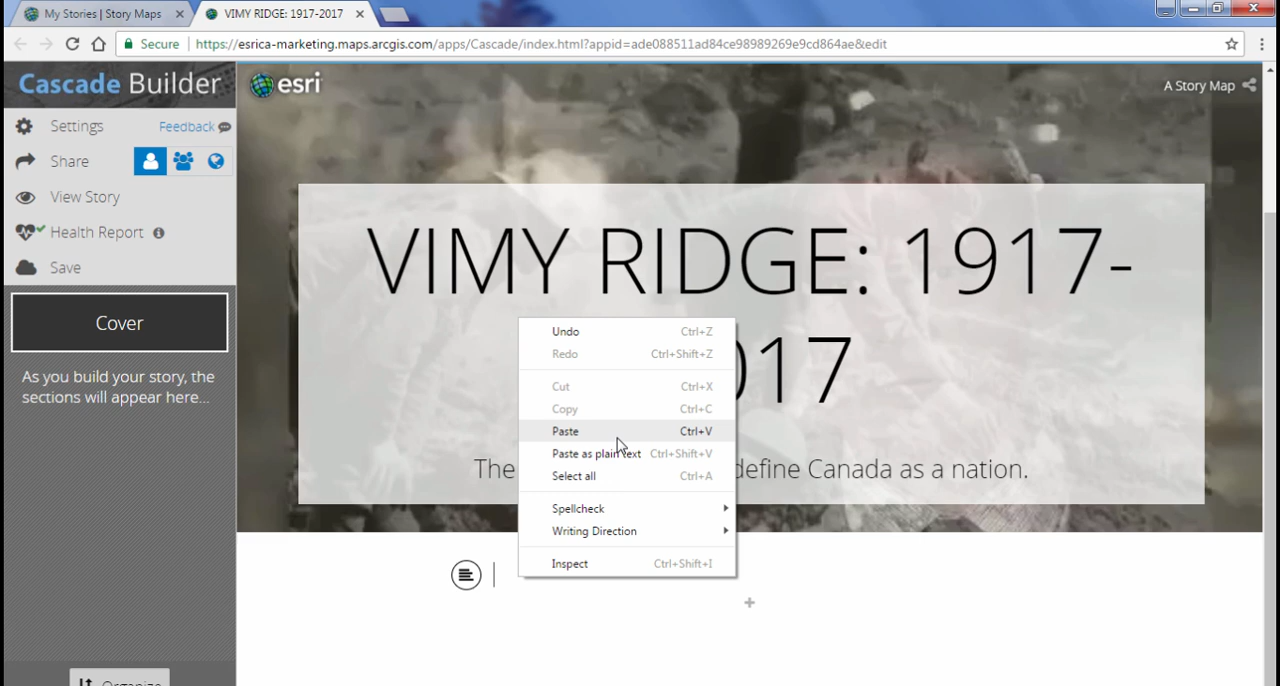 My Stories | Story Maps
VIMY RIDGE: 1917-2017
Secure
https://esrica-marketing.maps.arcgis.com/apps/Cascade/index.html?appid=ade088511ad84ce98989269e9cd864ae&edit
Cascade Builder
esri
A Story Map
Settings
Feedback
Share
View Story
Health Report
Save
Cover
As you build your story, the
sections will appear here...
Organize
VIMY RIDGE: 1917-
017
The
define Canada as a nation.
Undo Ctrl+Z
Redo Ctrl+Shift+Z
Cut Ctrl+X
Copy Ctrl+C
Paste Ctrl+V
Paste as plain text Ctrl+Shift+V
Select all Ctrl+A
Spellcheck
Writing Direction
Inspect Ctrl+Shift+I